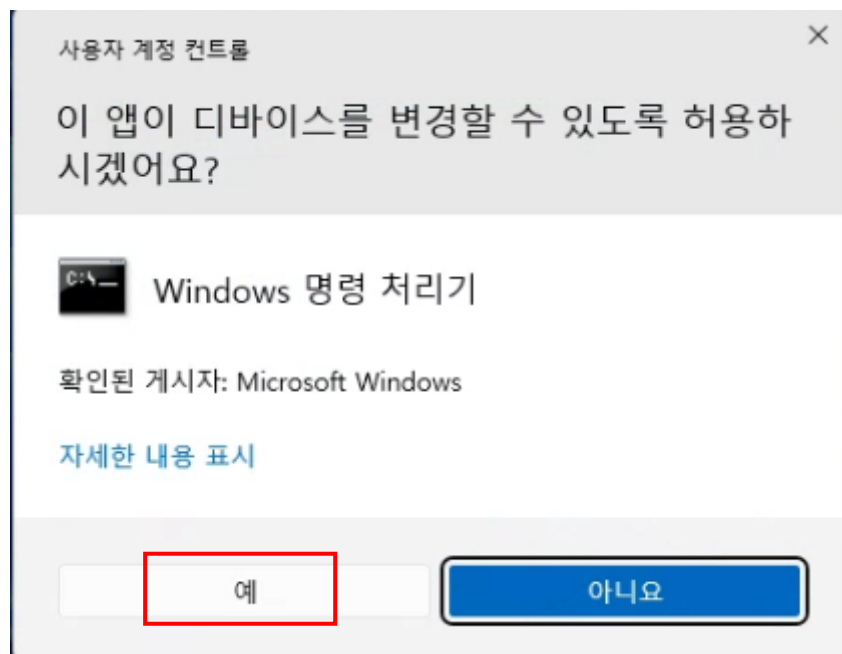 사용자 계정 컨트롤
이 앱이 디바이스를 변경할 수 있도록 허용하
시겠어요?
C:\_
Windows 명령 처리기
확인된 게시자: Microsoft Windows
자세한 내용 표시
예
아니요